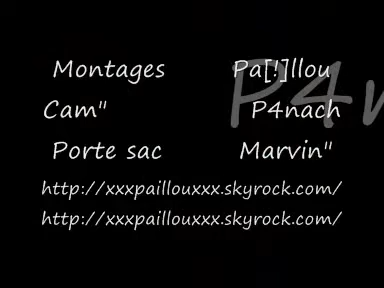 Montages Pa[!]llou
Cam" P4nach
Porte sac Marvin"
http://xxxpaillouxxx.skyrock.com/
http://xxxpaillouxxx.skyrock.com/